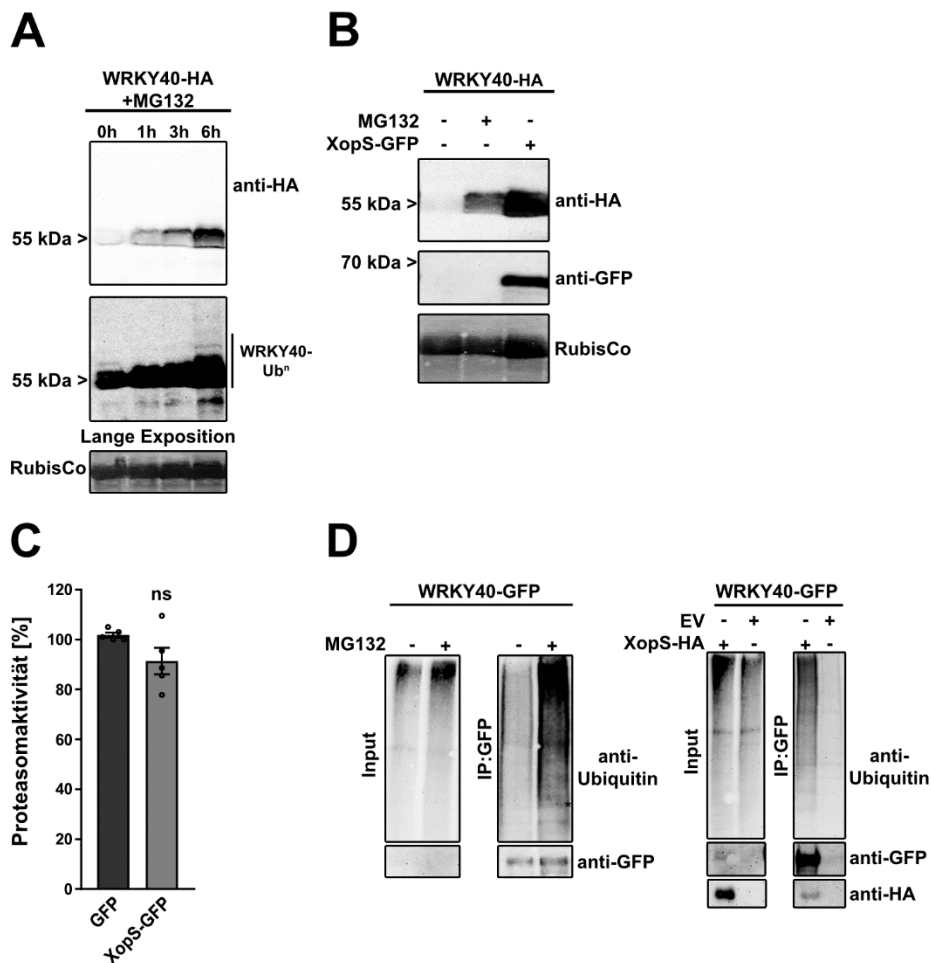 A
WRKY40-HA
+MG132
0h 1h 3h 6h
anti-HA
55 kDa >
55 kDa >
WRKY40-
Ubⁿ
Lange Exposition
RubisCo
B
WRKY40-HA
MG132 - + -
XopS-GFP - - +
55 kDa >
anti-HA
70 kDa >
anti-GFP
RubisCo
C
Proteasomaktivität [%]
120
100
80
60
40
20
0
ns
GFP
XopS-GFP
D
WRKY40-GFP
MG132 - + - +
Input
IP:GFP
*
anti-
Ubiquitin
anti-GFP
WRKY40-GFP
EV - + - +
XopS-HA + - + -
Input
IP:GFP
anti-
Ubiquitin
anti-GFP
anti-HA